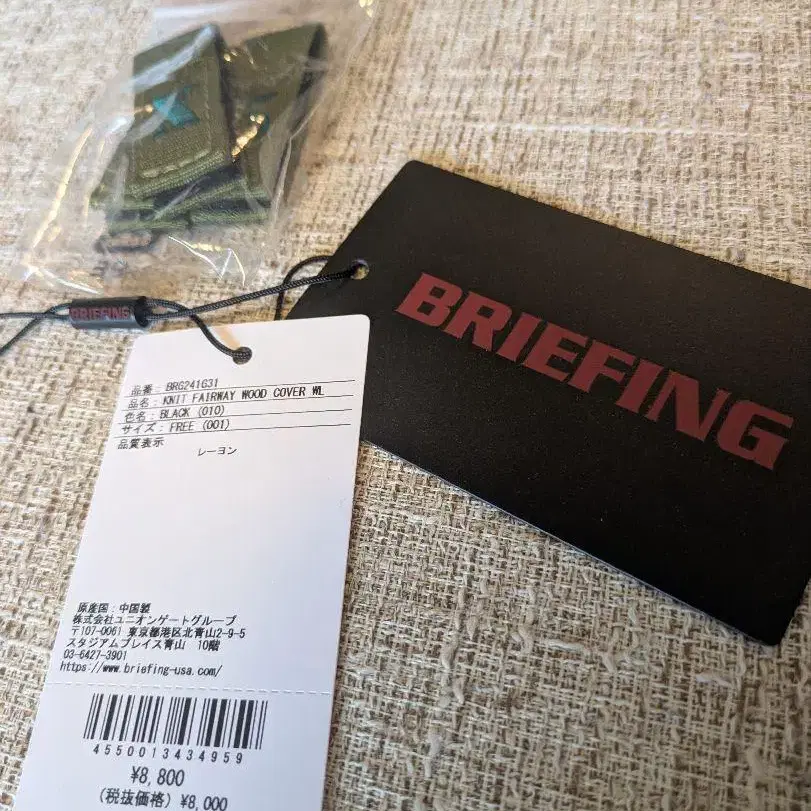 BRIEFING
BRIEFING
品番 : BRG241G31
品名 : KNIT FAIRWAY WOOD COVER WL
色名 : BLACK (010)
サイズ : FREE (001)
品質表示
レーヨン
原産国 : 中国製
株式会社ユニオンゲートグループ
〒107-0061 東京都港区北青山2-9-5
スタジアムプレイス青山 10階
03-6427-3901
https://www.briefing-usa.com/
4550013434959
¥8,800
(税抜価格) ¥8,000